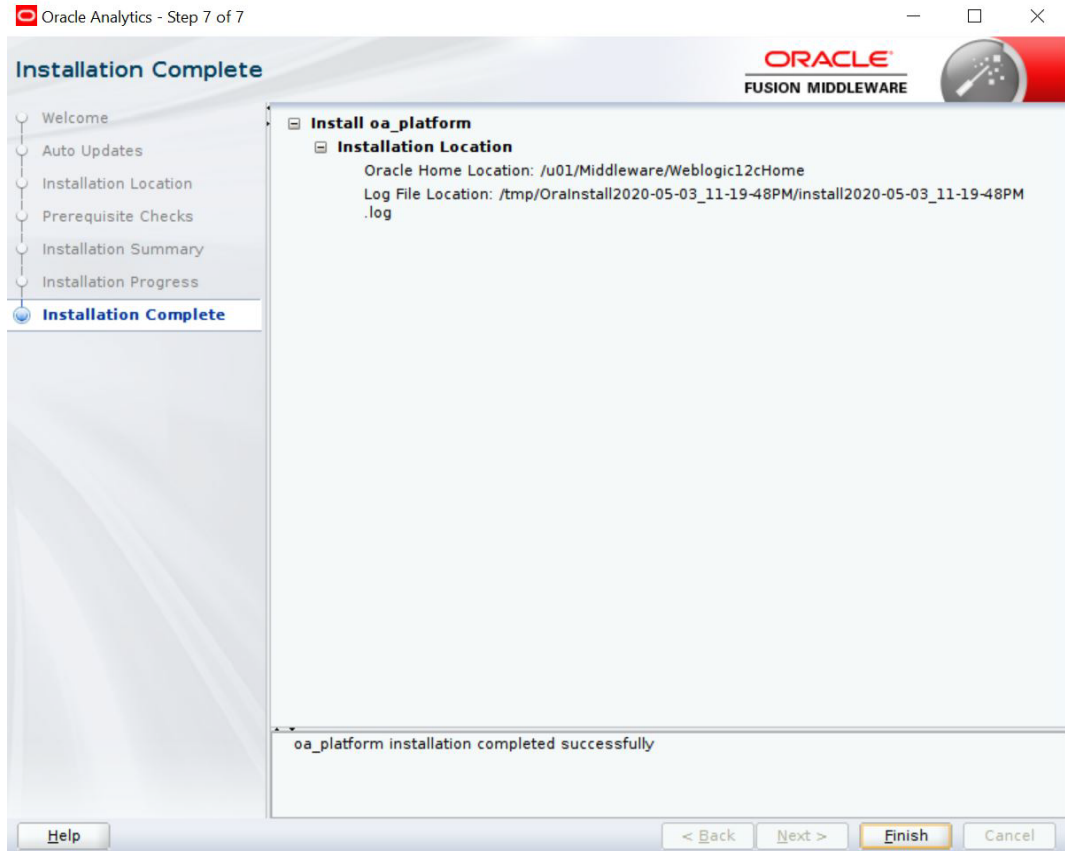 Oracle Analytics - Step 7 of 7
Installation Complete
ORACLE
FUSION MIDDLEWARE
Welcome
Auto Updates
Installation Location
Prerequisite Checks
Installation Summary
Installation Progress
Installation Complete
Install oa_platform
Installation Location
Oracle Home Location: /u01/Middleware/Weblogic12cHome
Log File Location: /tmp/OraInstall2020-05-03_11-19-48PM/install2020-05-03_11-19-48PM
.log
oa_platform installation completed successfully
Help
< Back
Next >
Finish
Cancel